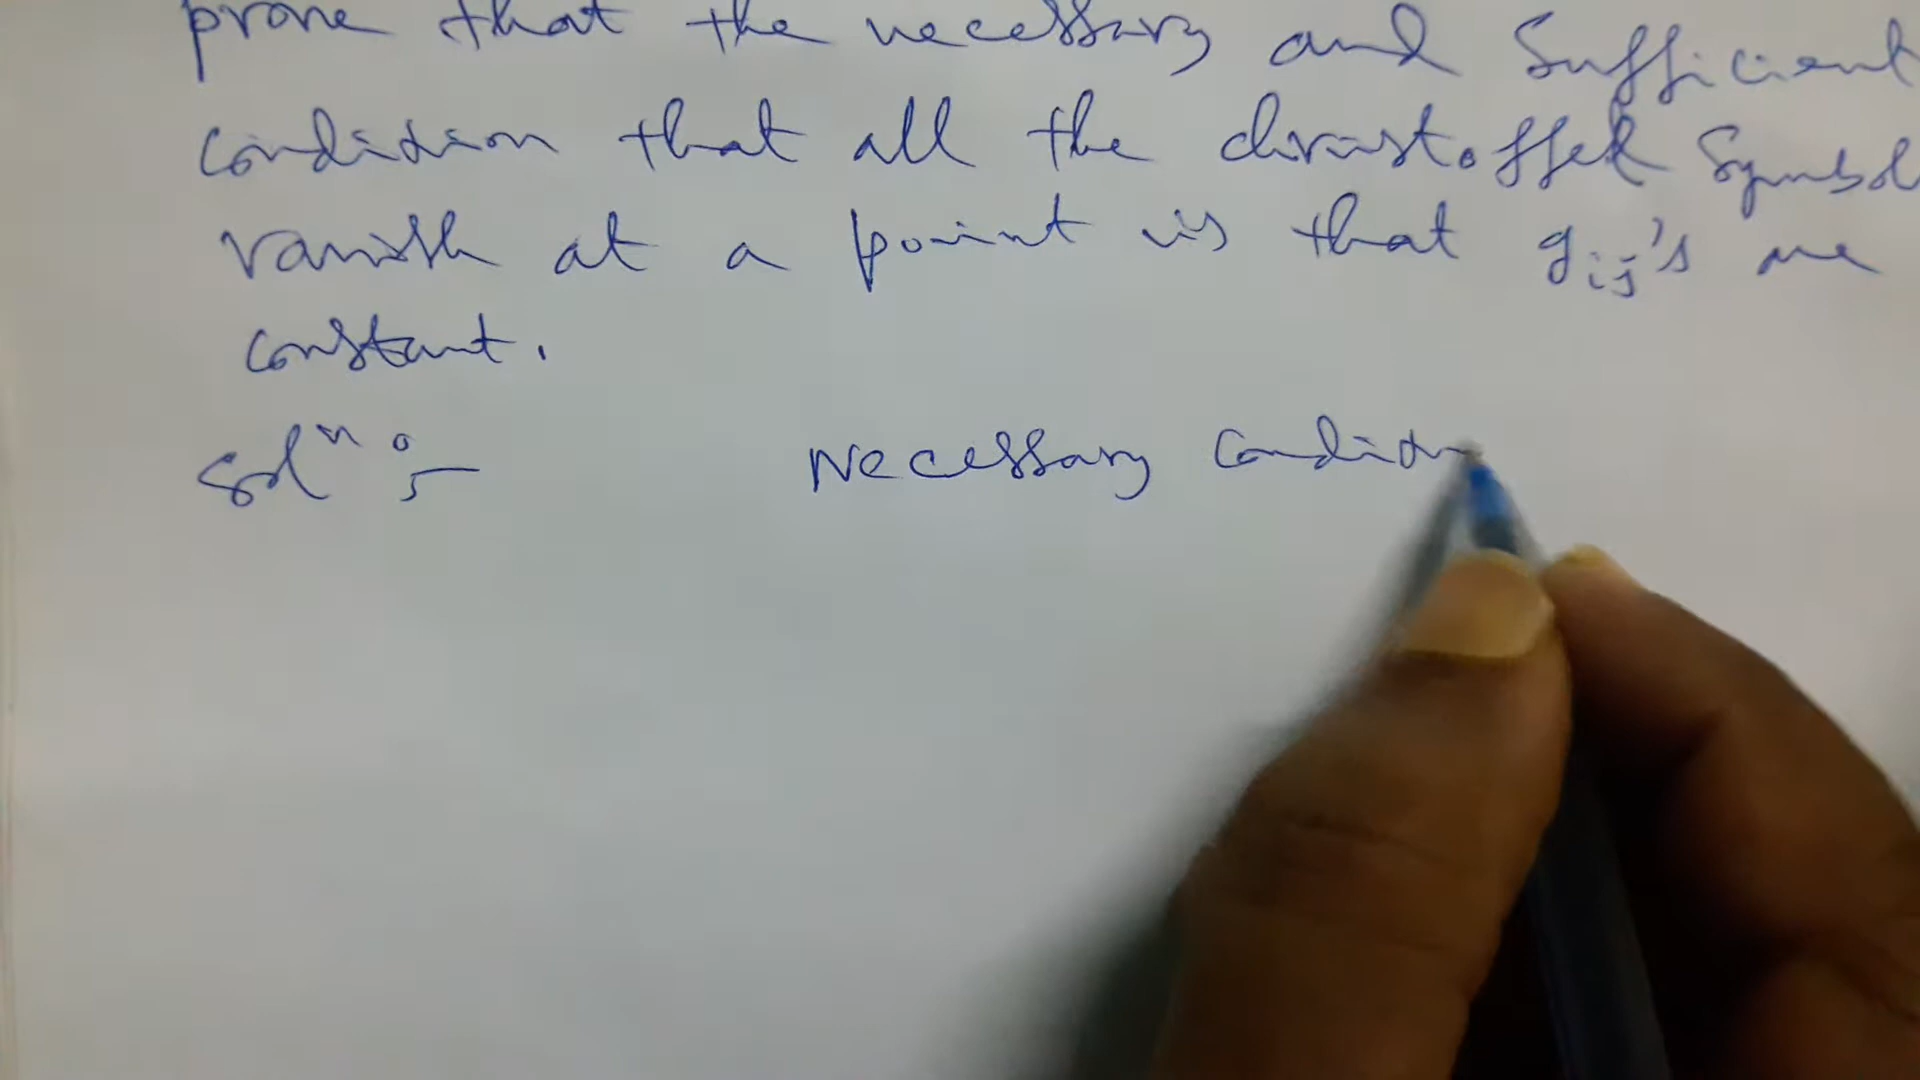 prove that the necessary and Sufficient
condition that all the christoffel Symbol
vanish at a point is that gij's are
constant.
Solⁿ :- Necessary Condition